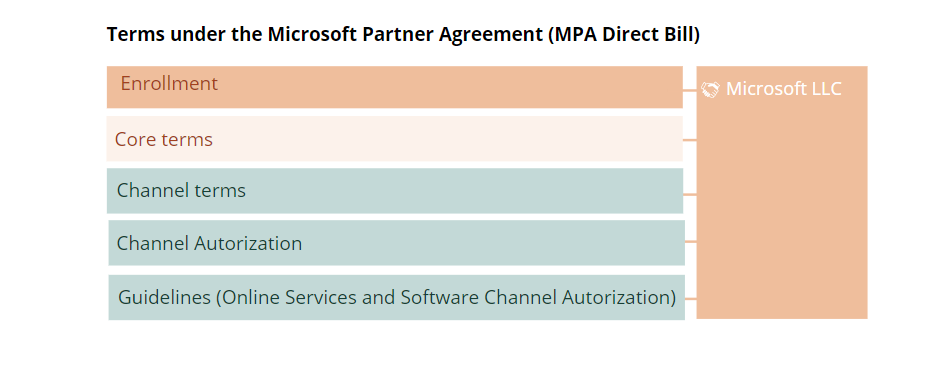 Terms under the Microsoft Partner Agreement (MPA Direct Bill)
Enrollment
Microsoft LLC
Core terms
Channel terms
Channel Autorization
Guidelines (Online Services and Software Channel Autorization)